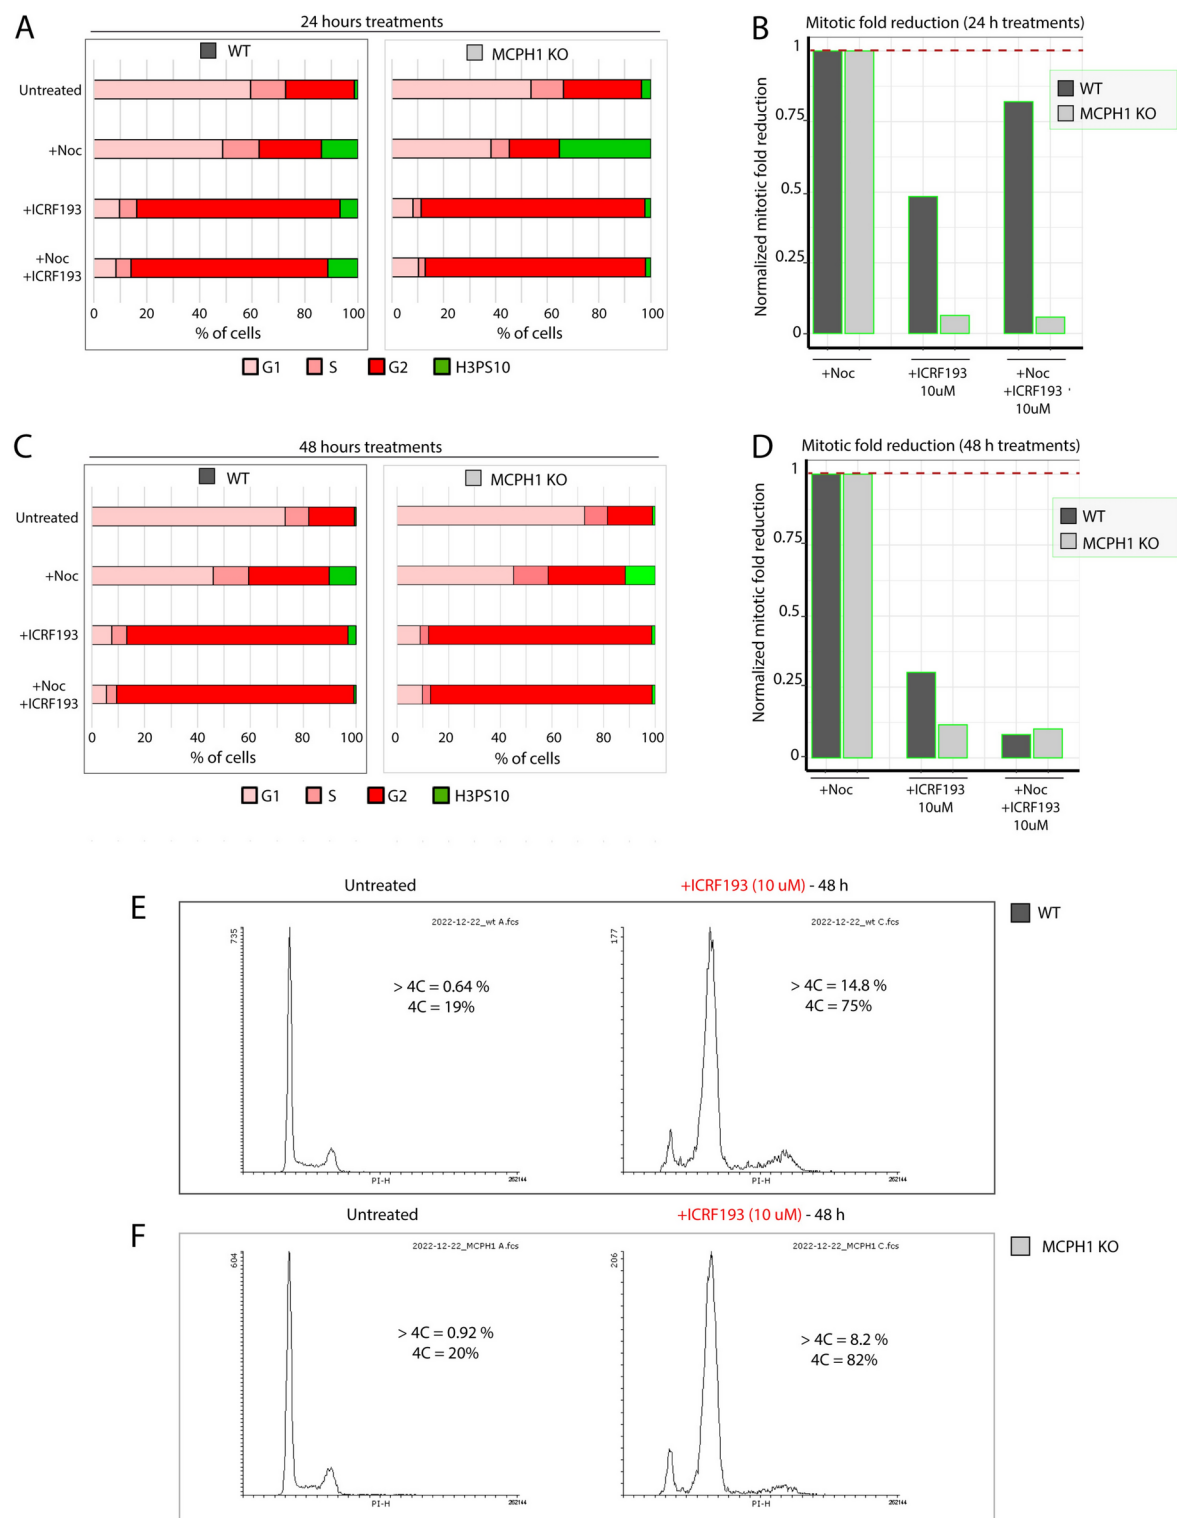 A
24 hours treatments
WT
MCPH1 KO
Untreated
+Noc
+ICRF193
+Noc
+ICRF193
0 20 40 60 80 100
% of cells
0 20 40 60 80 100
% of cells
G1 S G2 H3PS10
B
Mitotic fold reduction (24 h treatments)
Normalized mitotic fold reduction
1
0.75
0.5
0.25
0
WT
MCPH1 KO
+Noc
+ICRF193
10uM
+Noc
+ICRF193
10uM
C
48 hours treatments
WT
MCPH1 KO
Untreated
+Noc
+ICRF193
+Noc
+ICRF193
0 20 40 60 80 100
% of cells
0 20 40 60 80 100
% of cells
G1 S G2 H3PS10
D
Mitotic fold reduction (48 h treatments)
Normalized mitotic fold reduction
1
0.75
0.5
0.25
0
WT
MCPH1 KO
+Noc
+ICRF193
10uM
+Noc
+ICRF193
10uM
E
Untreated
+ICRF193 (10 uM) - 48 h
WT
2022-12-22_wt A.fcs
735
> 4C = 0.64 %
4C = 19%
PI-H
262144
2022-12-22_wt C.fcs
177
> 4C = 14.8 %
4C = 75%
PI-H
262144
F
Untreated
+ICRF193 (10 uM) - 48 h
MCPH1 KO
2022-12-22_MCPH1 A.fcs
604
> 4C = 0.92 %
4C = 20%
PI-H
262144
2022-12-22_MCPH1 C.fcs
206
> 4C = 8.2 %
4C = 82%
PI-H
262144